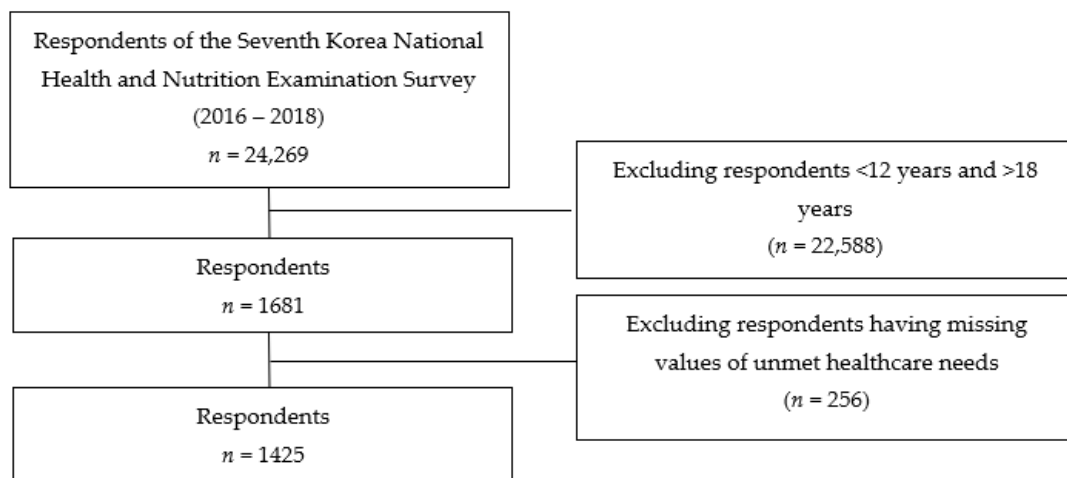 Respondents of the Seventh Korea National
Health and Nutrition Examination Survey
(2016 – 2018)
n = 24,269
Excluding respondents <12 years and >18
years
(n = 22,588)
Respondents
n = 1681
Excluding respondents having missing
values of unmet healthcare needs
(n = 256)
Respondents
n = 1425